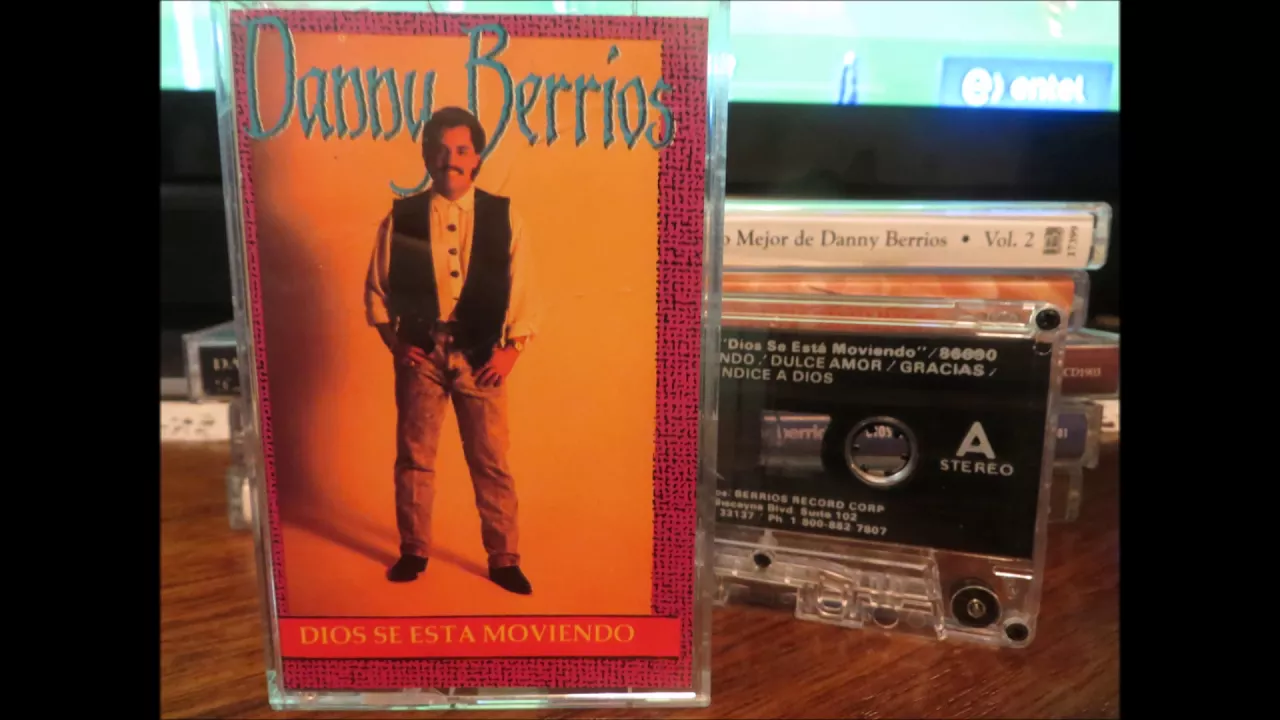 Danny Berrios
DIOS SE ESTA MOVIENDO
e) entel
Mejor de Danny Berrios • Vol. 2
17399
"Dios Se Está Moviendo" / 86690
NDO / DULCE AMOR / GRACIAS /
NDICE A DIOS
A
STEREO
BERRIOS RECORD CORP
Biscayne Blvd. Suite 102
33137 Ph. 1 800-882 7807
CD1903